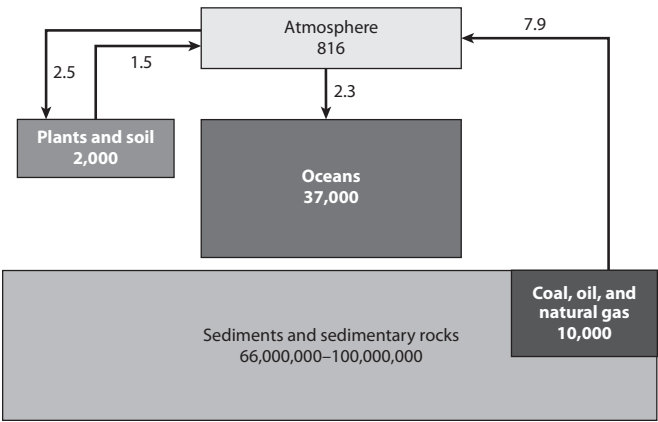 Atmosphere
816
7.9
2.5
1.5
2.3
Plants and soil
2,000
Oceans
37,000
Coal, oil, and
natural gas
10,000
Sediments and sedimentary rocks
66,000,000–100,000,000